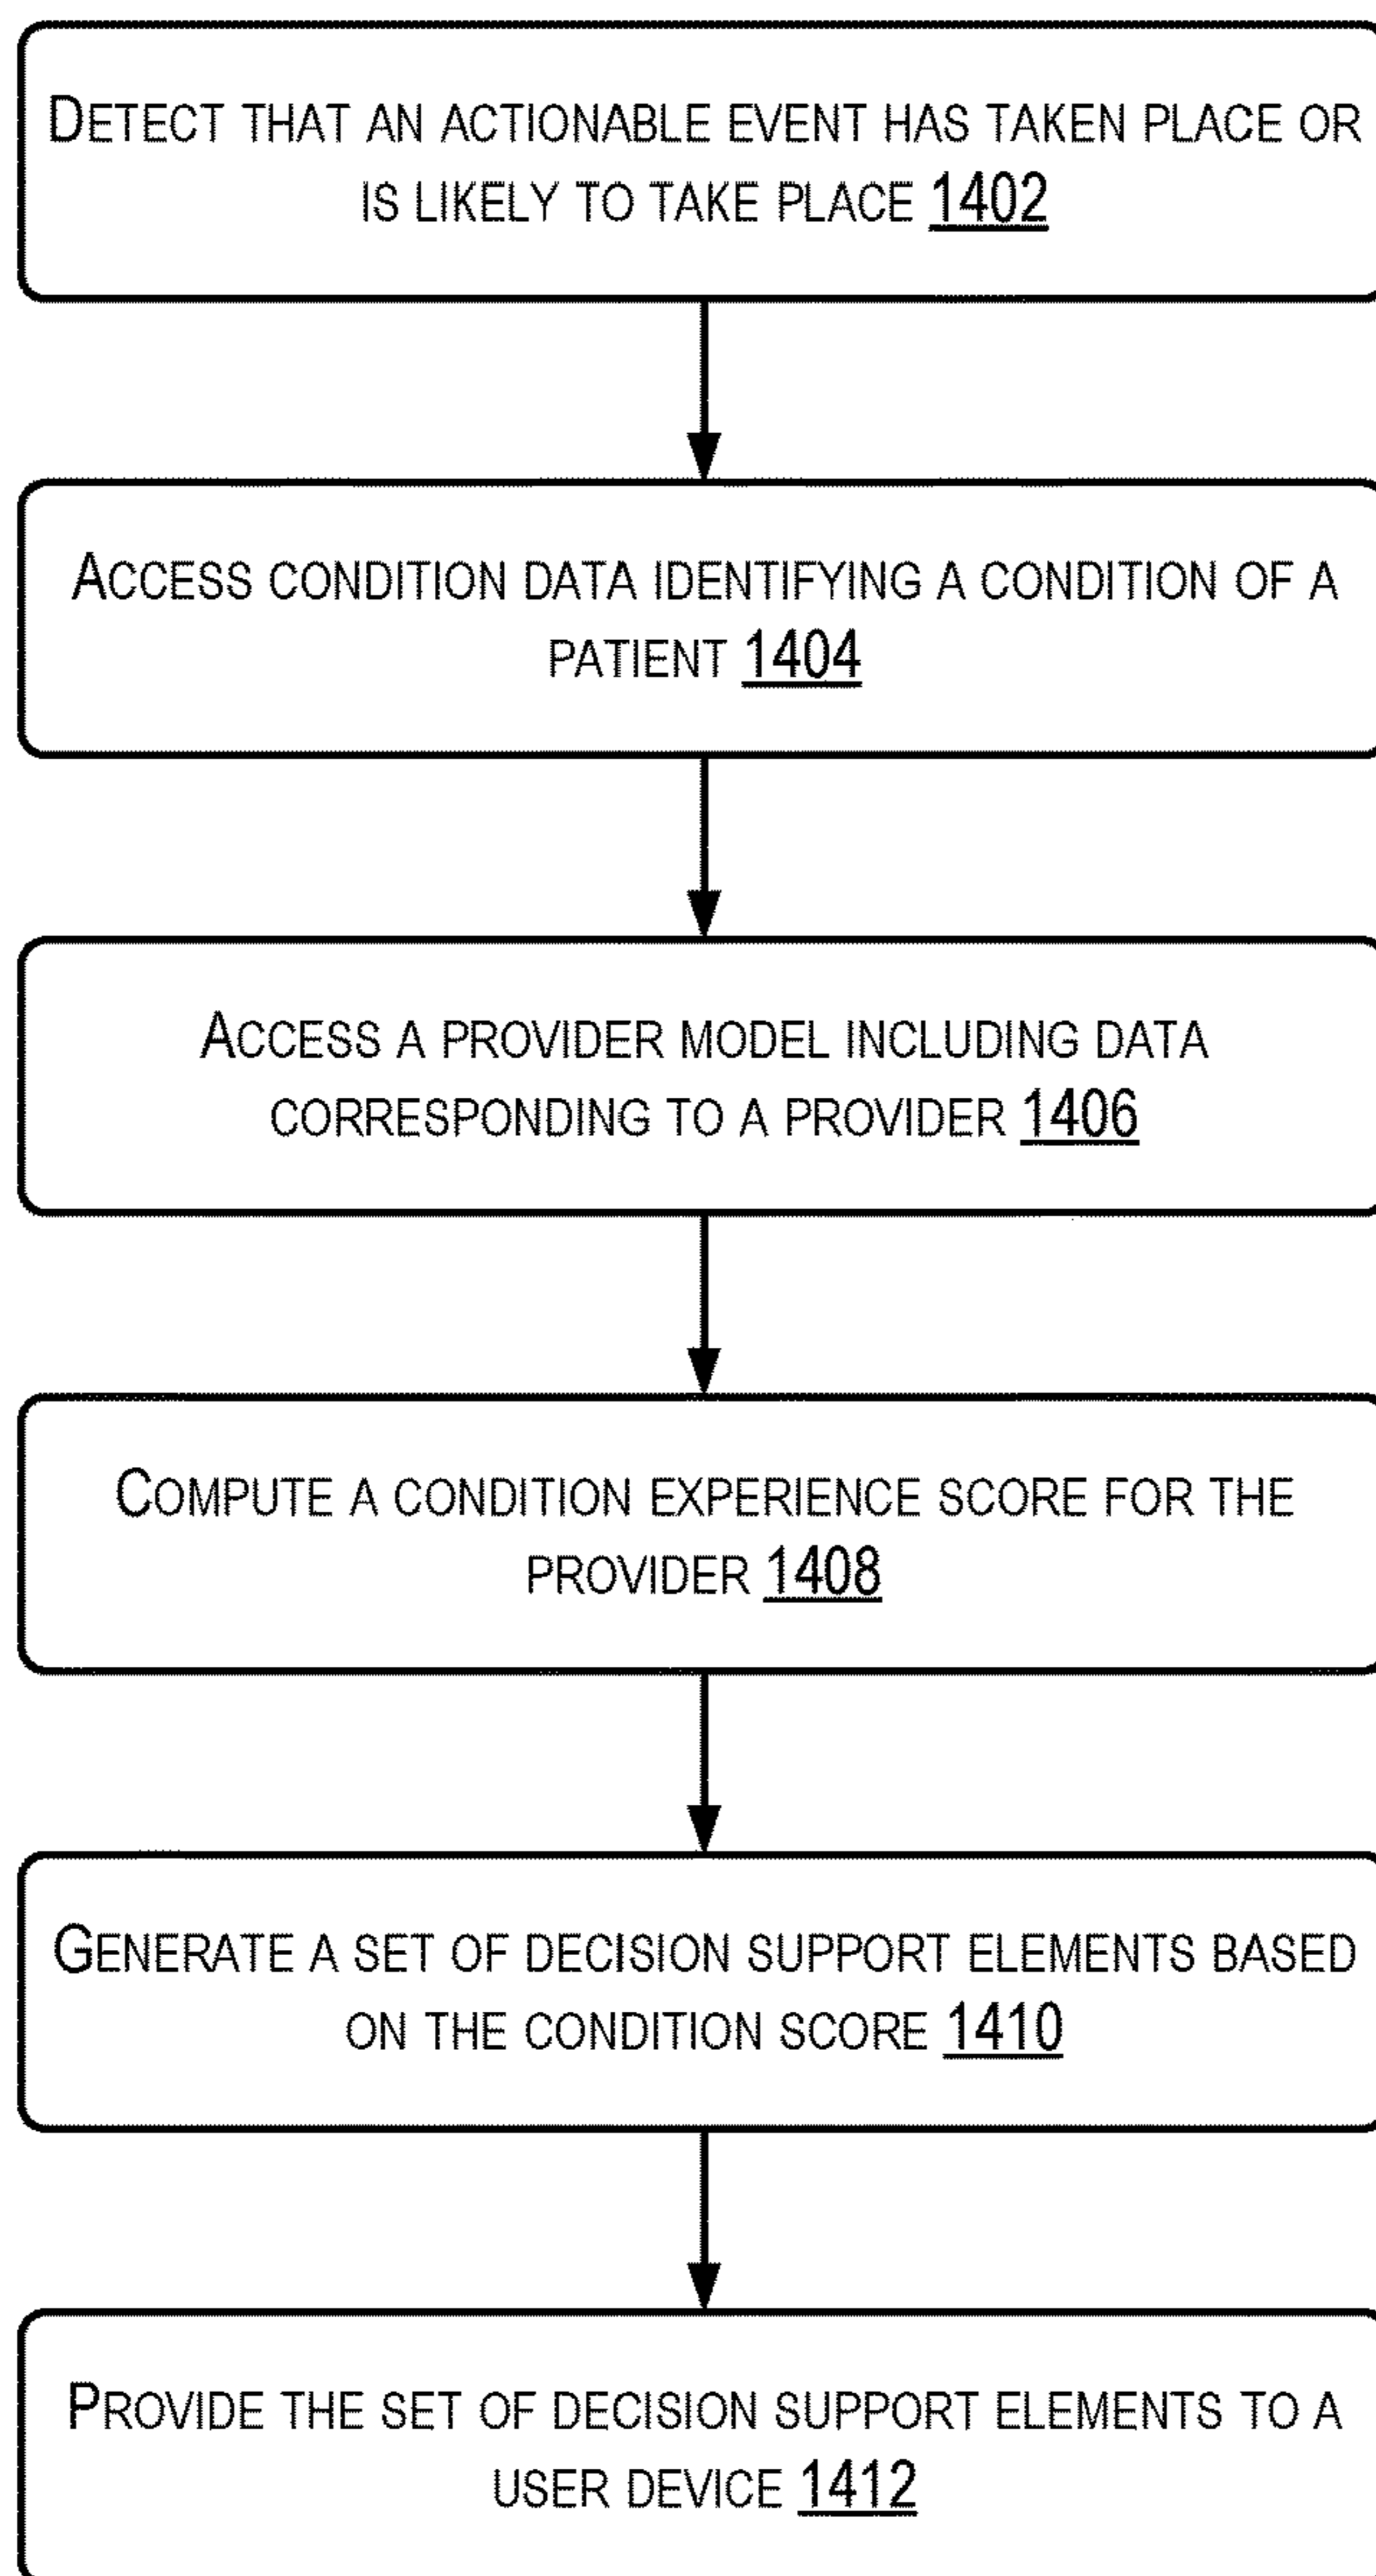 DETECT THAT AN ACTIONABLE EVENT HAS TAKEN PLACE OR
IS LIKELY TO TAKE PLACE 1402
ACCESS CONDITION DATA IDENTIFYING A CONDITION OF A
PATIENT 1404
ACCESS A PROVIDER MODEL INCLUDING DATA
CORRESPONDING TO A PROVIDER 1406
COMPUTE A CONDITION EXPERIENCE SCORE FOR THE
PROVIDER 1408
GENERATE A SET OF DECISION SUPPORT ELEMENTS BASED
ON THE CONDITION SCORE 1410
PROVIDE THE SET OF DECISION SUPPORT ELEMENTS TO A
USER DEVICE 1412